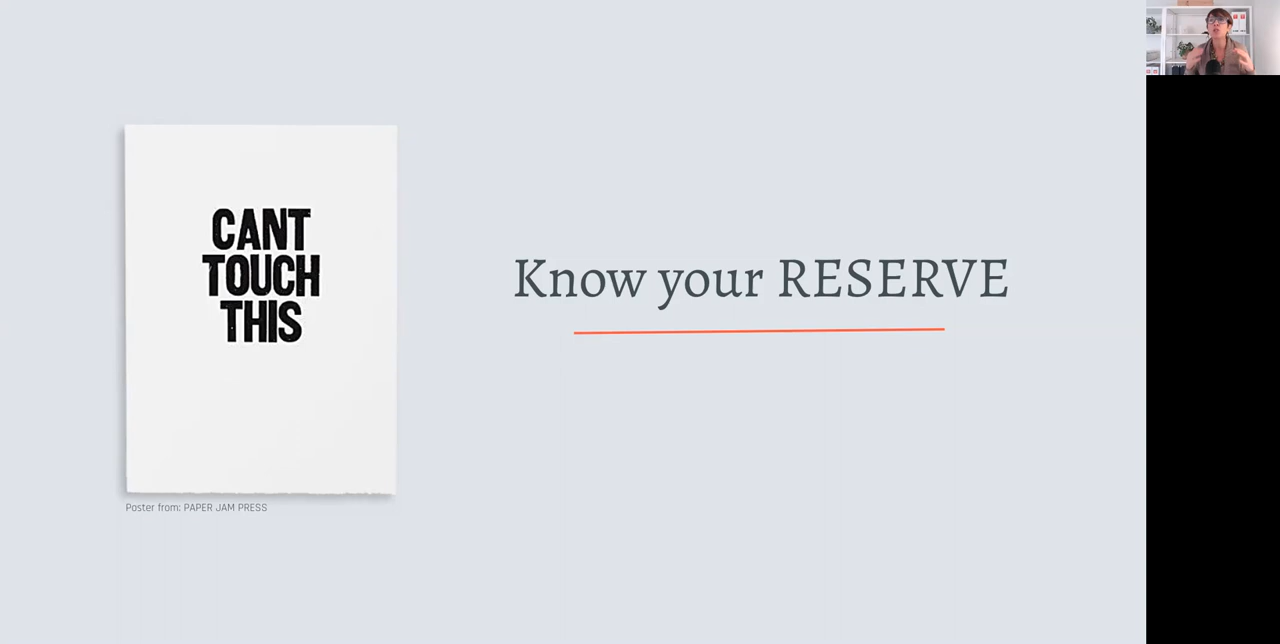 CANT
TOUCH
THIS
Know your RESERVE
Poster from: PAPER JAM PRESS